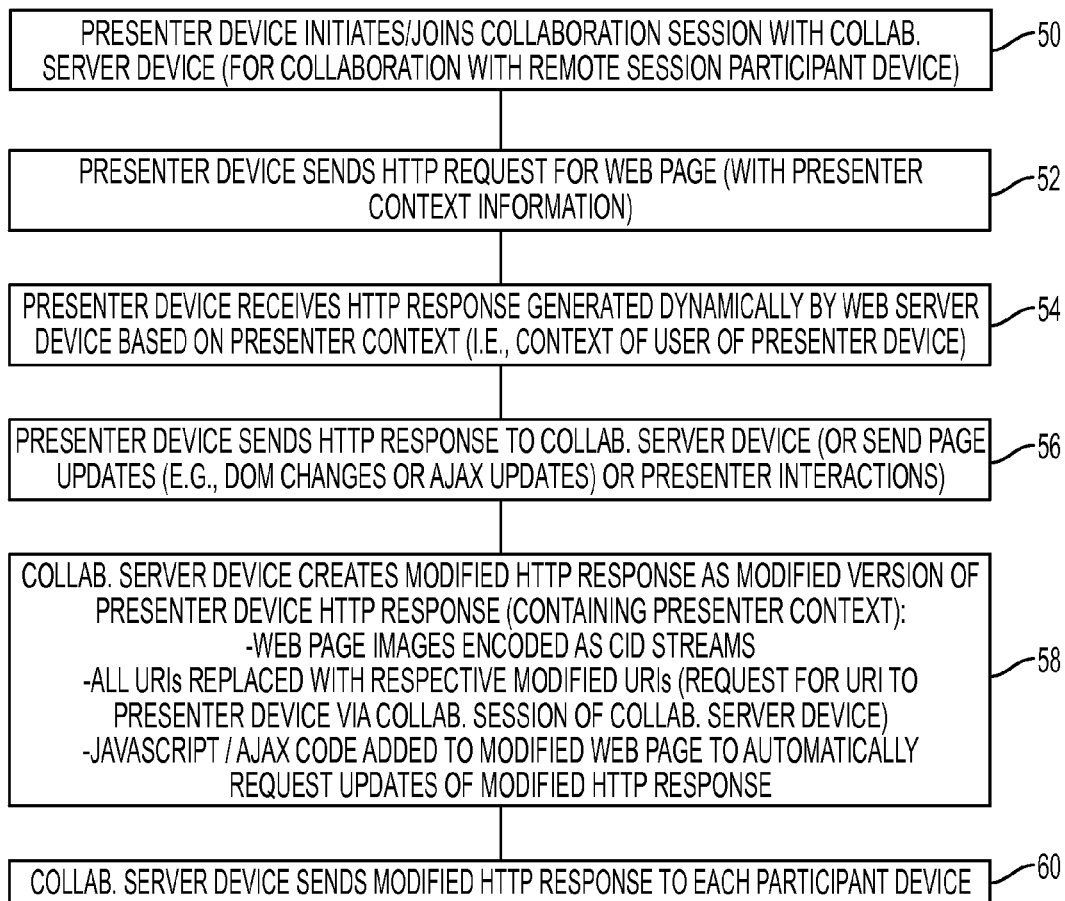 PRESENTER DEVICE INITIATES/JOINS COLLABORATION SESSION WITH COLLAB.
SERVER DEVICE (FOR COLLABORATION WITH REMOTE SESSION PARTICIPANT DEVICE)
50
PRESENTER DEVICE SENDS HTTP REQUEST FOR WEB PAGE (WITH PRESENTER
CONTEXT INFORMATION)
52
PRESENTER DEVICE RECEIVES HTTP RESPONSE GENERATED DYNAMICALLY BY WEB SERVER
DEVICE BASED ON PRESENTER CONTEXT (I.E., CONTEXT OF USER OF PRESENTER DEVICE)
54
PRESENTER DEVICE SENDS HTTP RESPONSE TO COLLAB. SERVER DEVICE (OR SEND PAGE
UPDATES (E.G., DOM CHANGES OR AJAX UPDATES) OR PRESENTER INTERACTIONS)
56
COLLAB. SERVER DEVICE CREATES MODIFIED HTTP RESPONSE AS MODIFIED VERSION OF
PRESENTER DEVICE HTTP RESPONSE (CONTAINING PRESENTER CONTEXT):
-WEB PAGE IMAGES ENCODED AS CID STREAMS
-ALL URIs REPLACED WITH RESPECTIVE MODIFIED URIs (REQUEST FOR URI TO
PRESENTER DEVICE VIA COLLAB. SESSION OF COLLAB. SERVER DEVICE)
-JAVASCRIPT / AJAX CODE ADDED TO MODIFIED WEB PAGE TO AUTOMATICALLY
REQUEST UPDATES OF MODIFIED HTTP RESPONSE
58
COLLAB. SERVER DEVICE SENDS MODIFIED HTTP RESPONSE TO EACH PARTICIPANT DEVICE
60